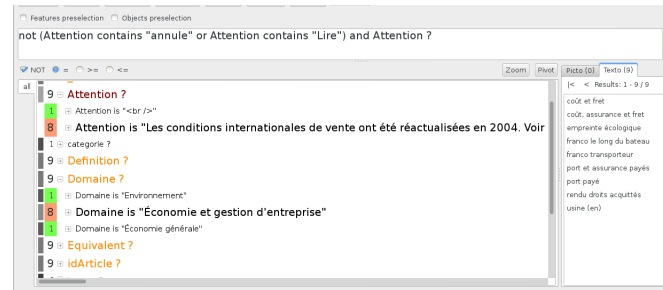 Features preselection Objects preselection
not (Attention contains "annule" or Attention contains "Lire") and Attention ?
NOT = >= <= Zoom Pivot Picto (0) Texto (9)
all
|< < Results: 1 - 9 / 9
9 Attention ?
1 Attention is "<br />"
8 Attention is "Les conditions internationales de vente ont été réactualisées en 2004. Voir
1 categorie ?
9 Definition ?
9 Domaine ?
1 Domaine is "Environnement"
8 Domaine is "Économie et gestion d'entreprise"
1 Domaine is "Économie générale"
9 Equivalent ?
9 idArticle ?
coût et fret
coût, assurance et fret
empreinte écologique
franco le long du bateau
franco transporteur
port et assurance payés
port payé
rendu droits acquittés
usine (en)